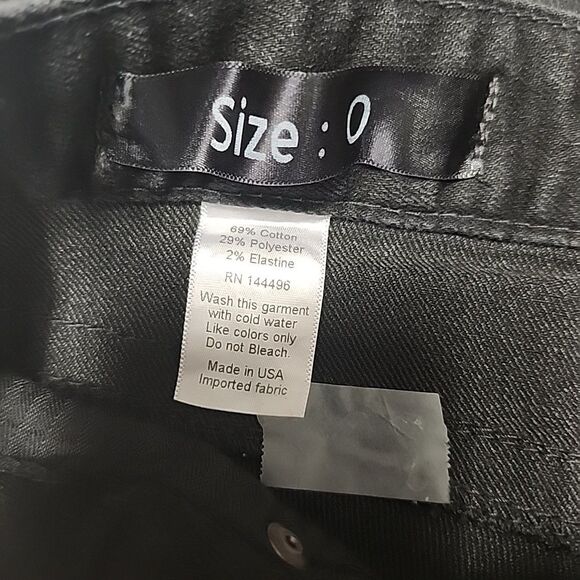 Size : 0
69% Cotton
29% Polyester
2% Elastine
RN 144496
Wash this garment
with cold water
Like colors only
Do not Bleach.
Made in USA
Imported fabric